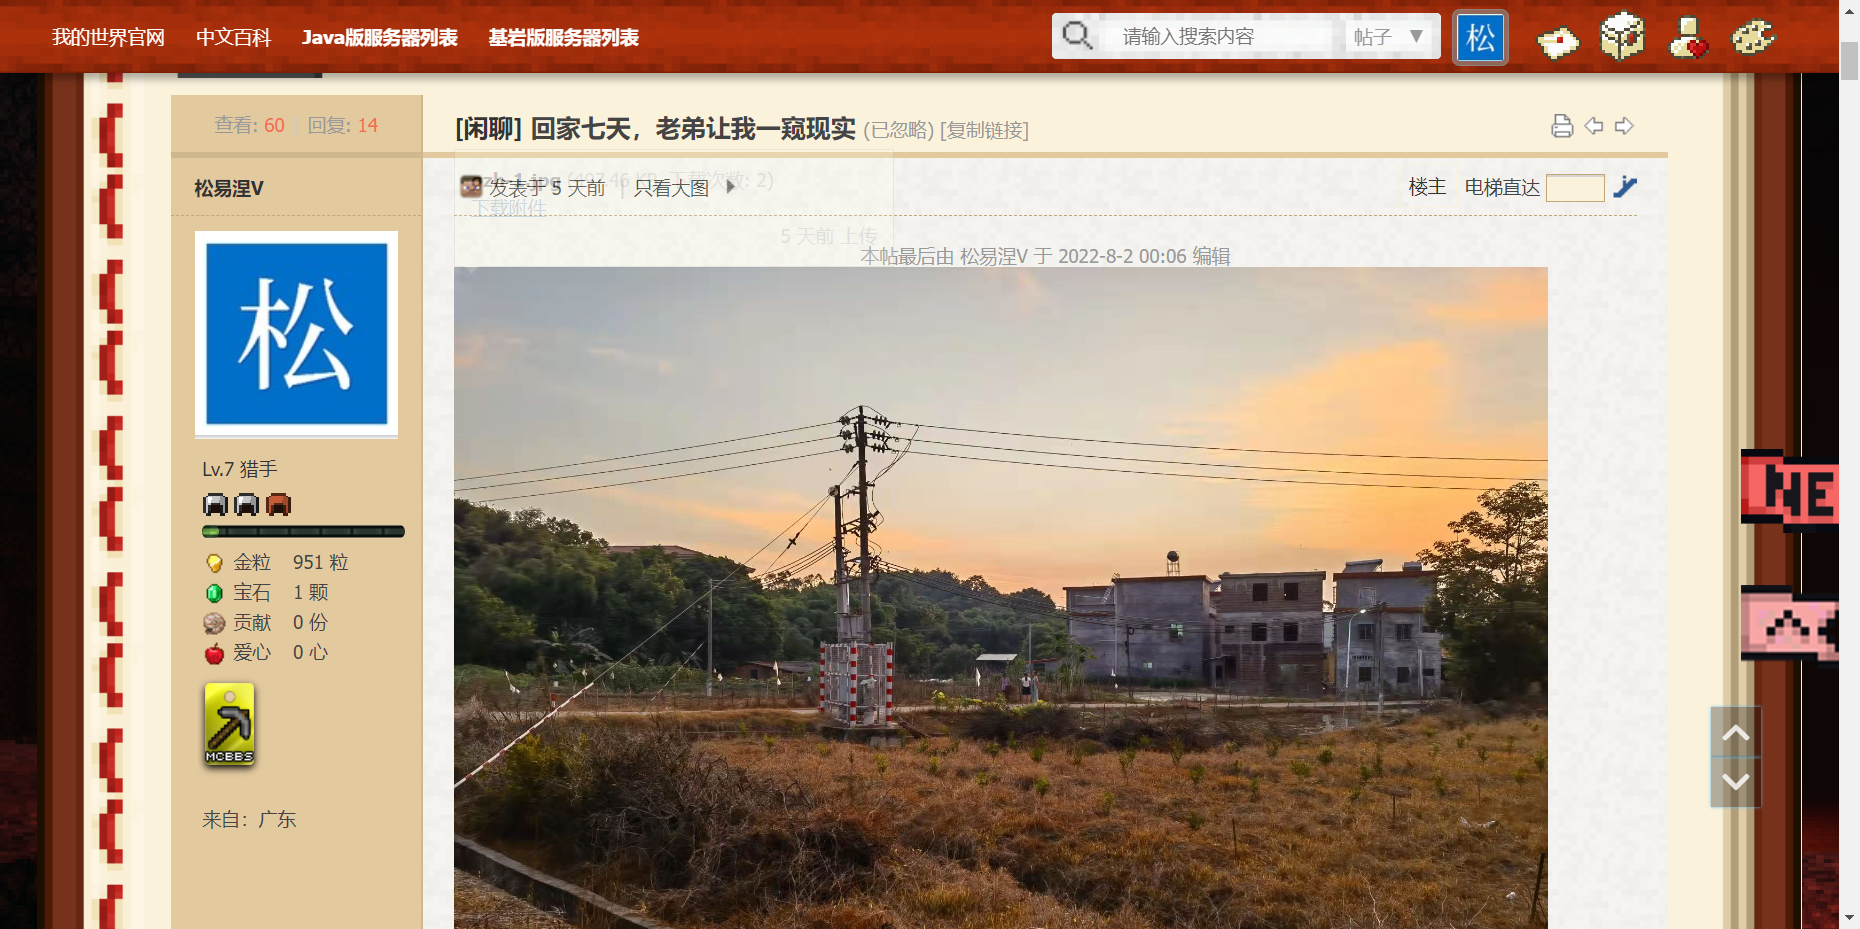 我的世界官网 中文百科 Java版服务器列表 基岩版服务器列表 请输入搜索内容 帖子 松
查看: 60 回复: 14
[闲聊] 回家七天，老弟让我一窥现实 (已忽略) [复制链接]
松易涅V
发表于 5 天前 | 只看大图
楼主 电梯直达
下载附件
5 天前 上传
本帖最后由 松易涅V 于 2022-8-2 00:06 编辑
松
Lv.7 猎手
金粒 951 粒
宝石 1 颗
贡献 0 份
爱心 0 心
MCBBS
来自：广东
NE